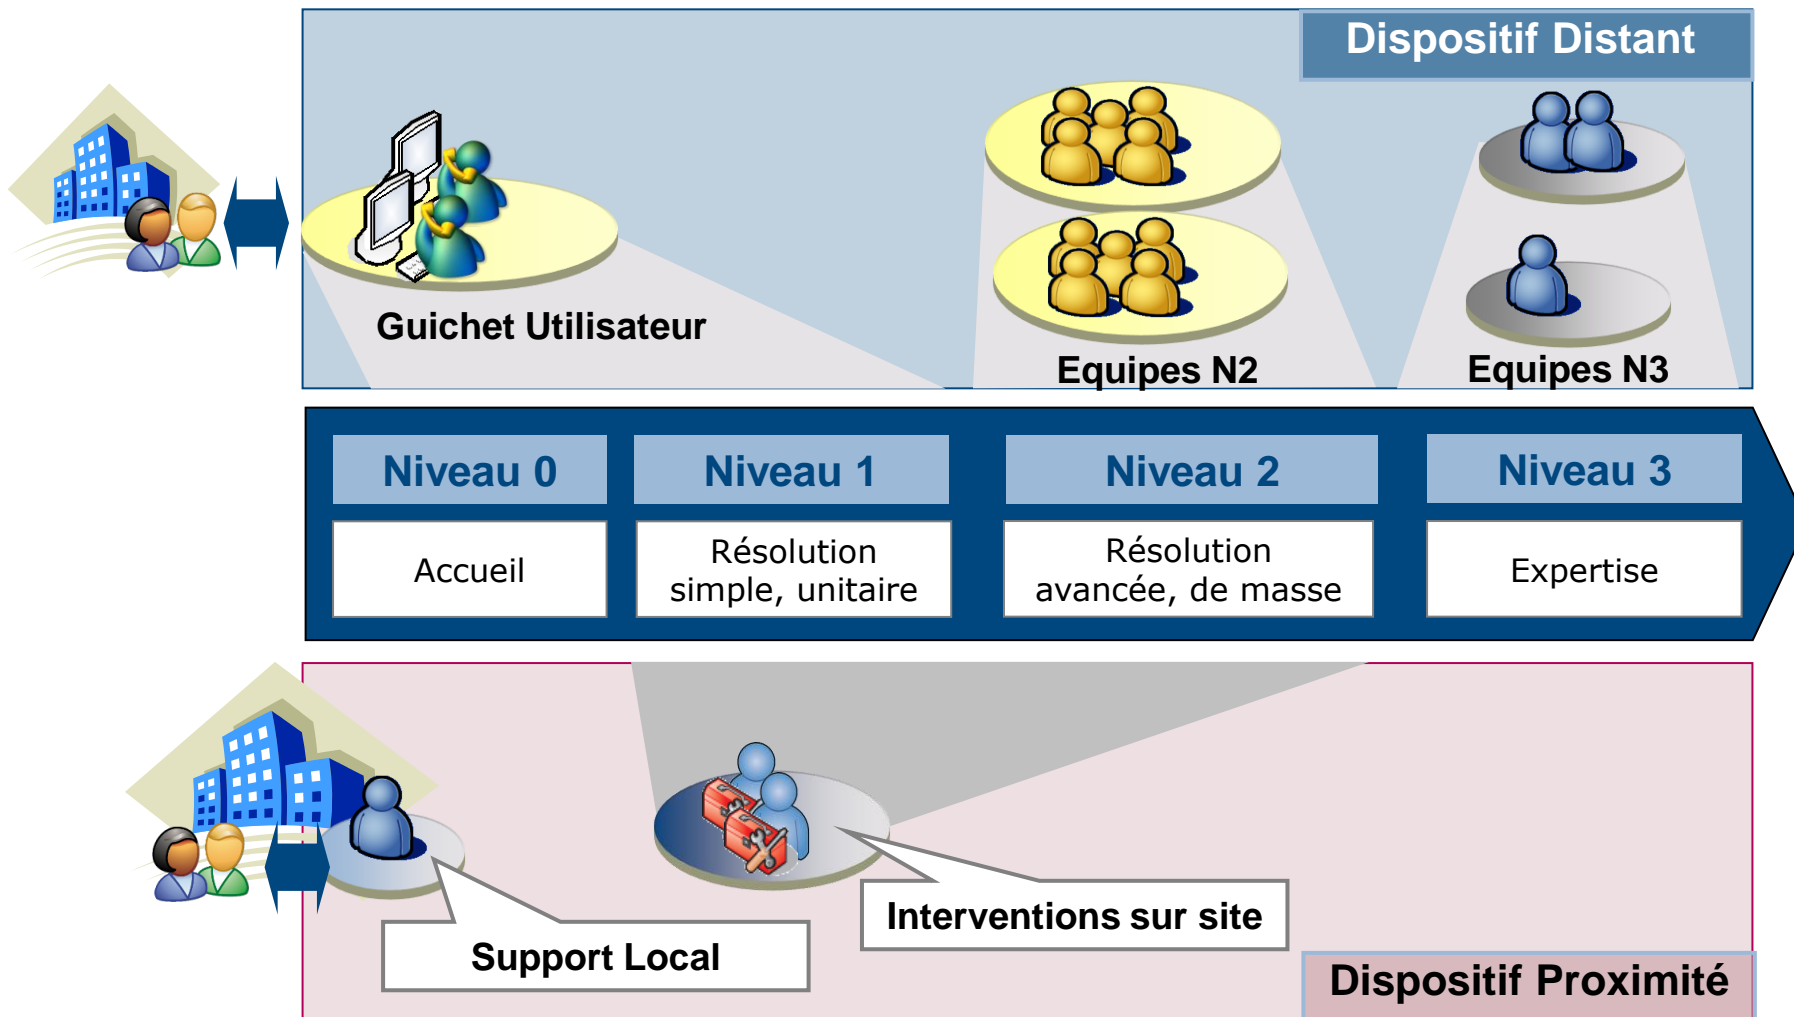 Dispositif Distant
Guichet Utilisateur
Equipes N2
Equipes N3
Niveau 0
Niveau 1
Niveau 2
Niveau 3
Accueil
Résolution
simple, unitaire
Résolution
avancée, de masse
Expertise
Interventions sur site
Support Local
Dispositif Proximité